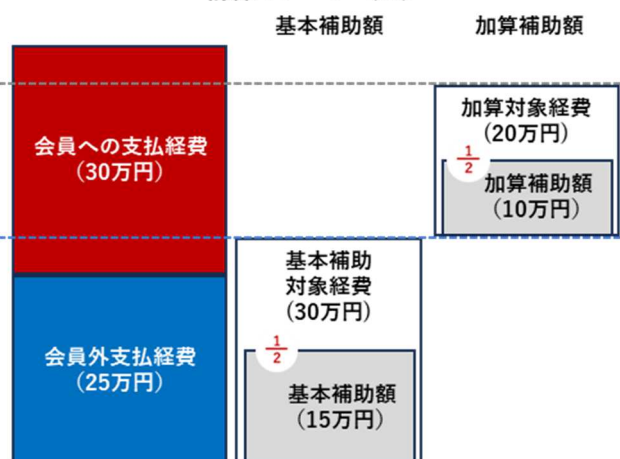 基本補助額
加算補助額
会員への支払経費
（30万円）
加算対象経費
（20万円）
1
2
加算補助額
（10万円）
基本補助
対象経費
（30万円）
1
2
基本補助額
（15万円）
会員外支払経費
（25万円）